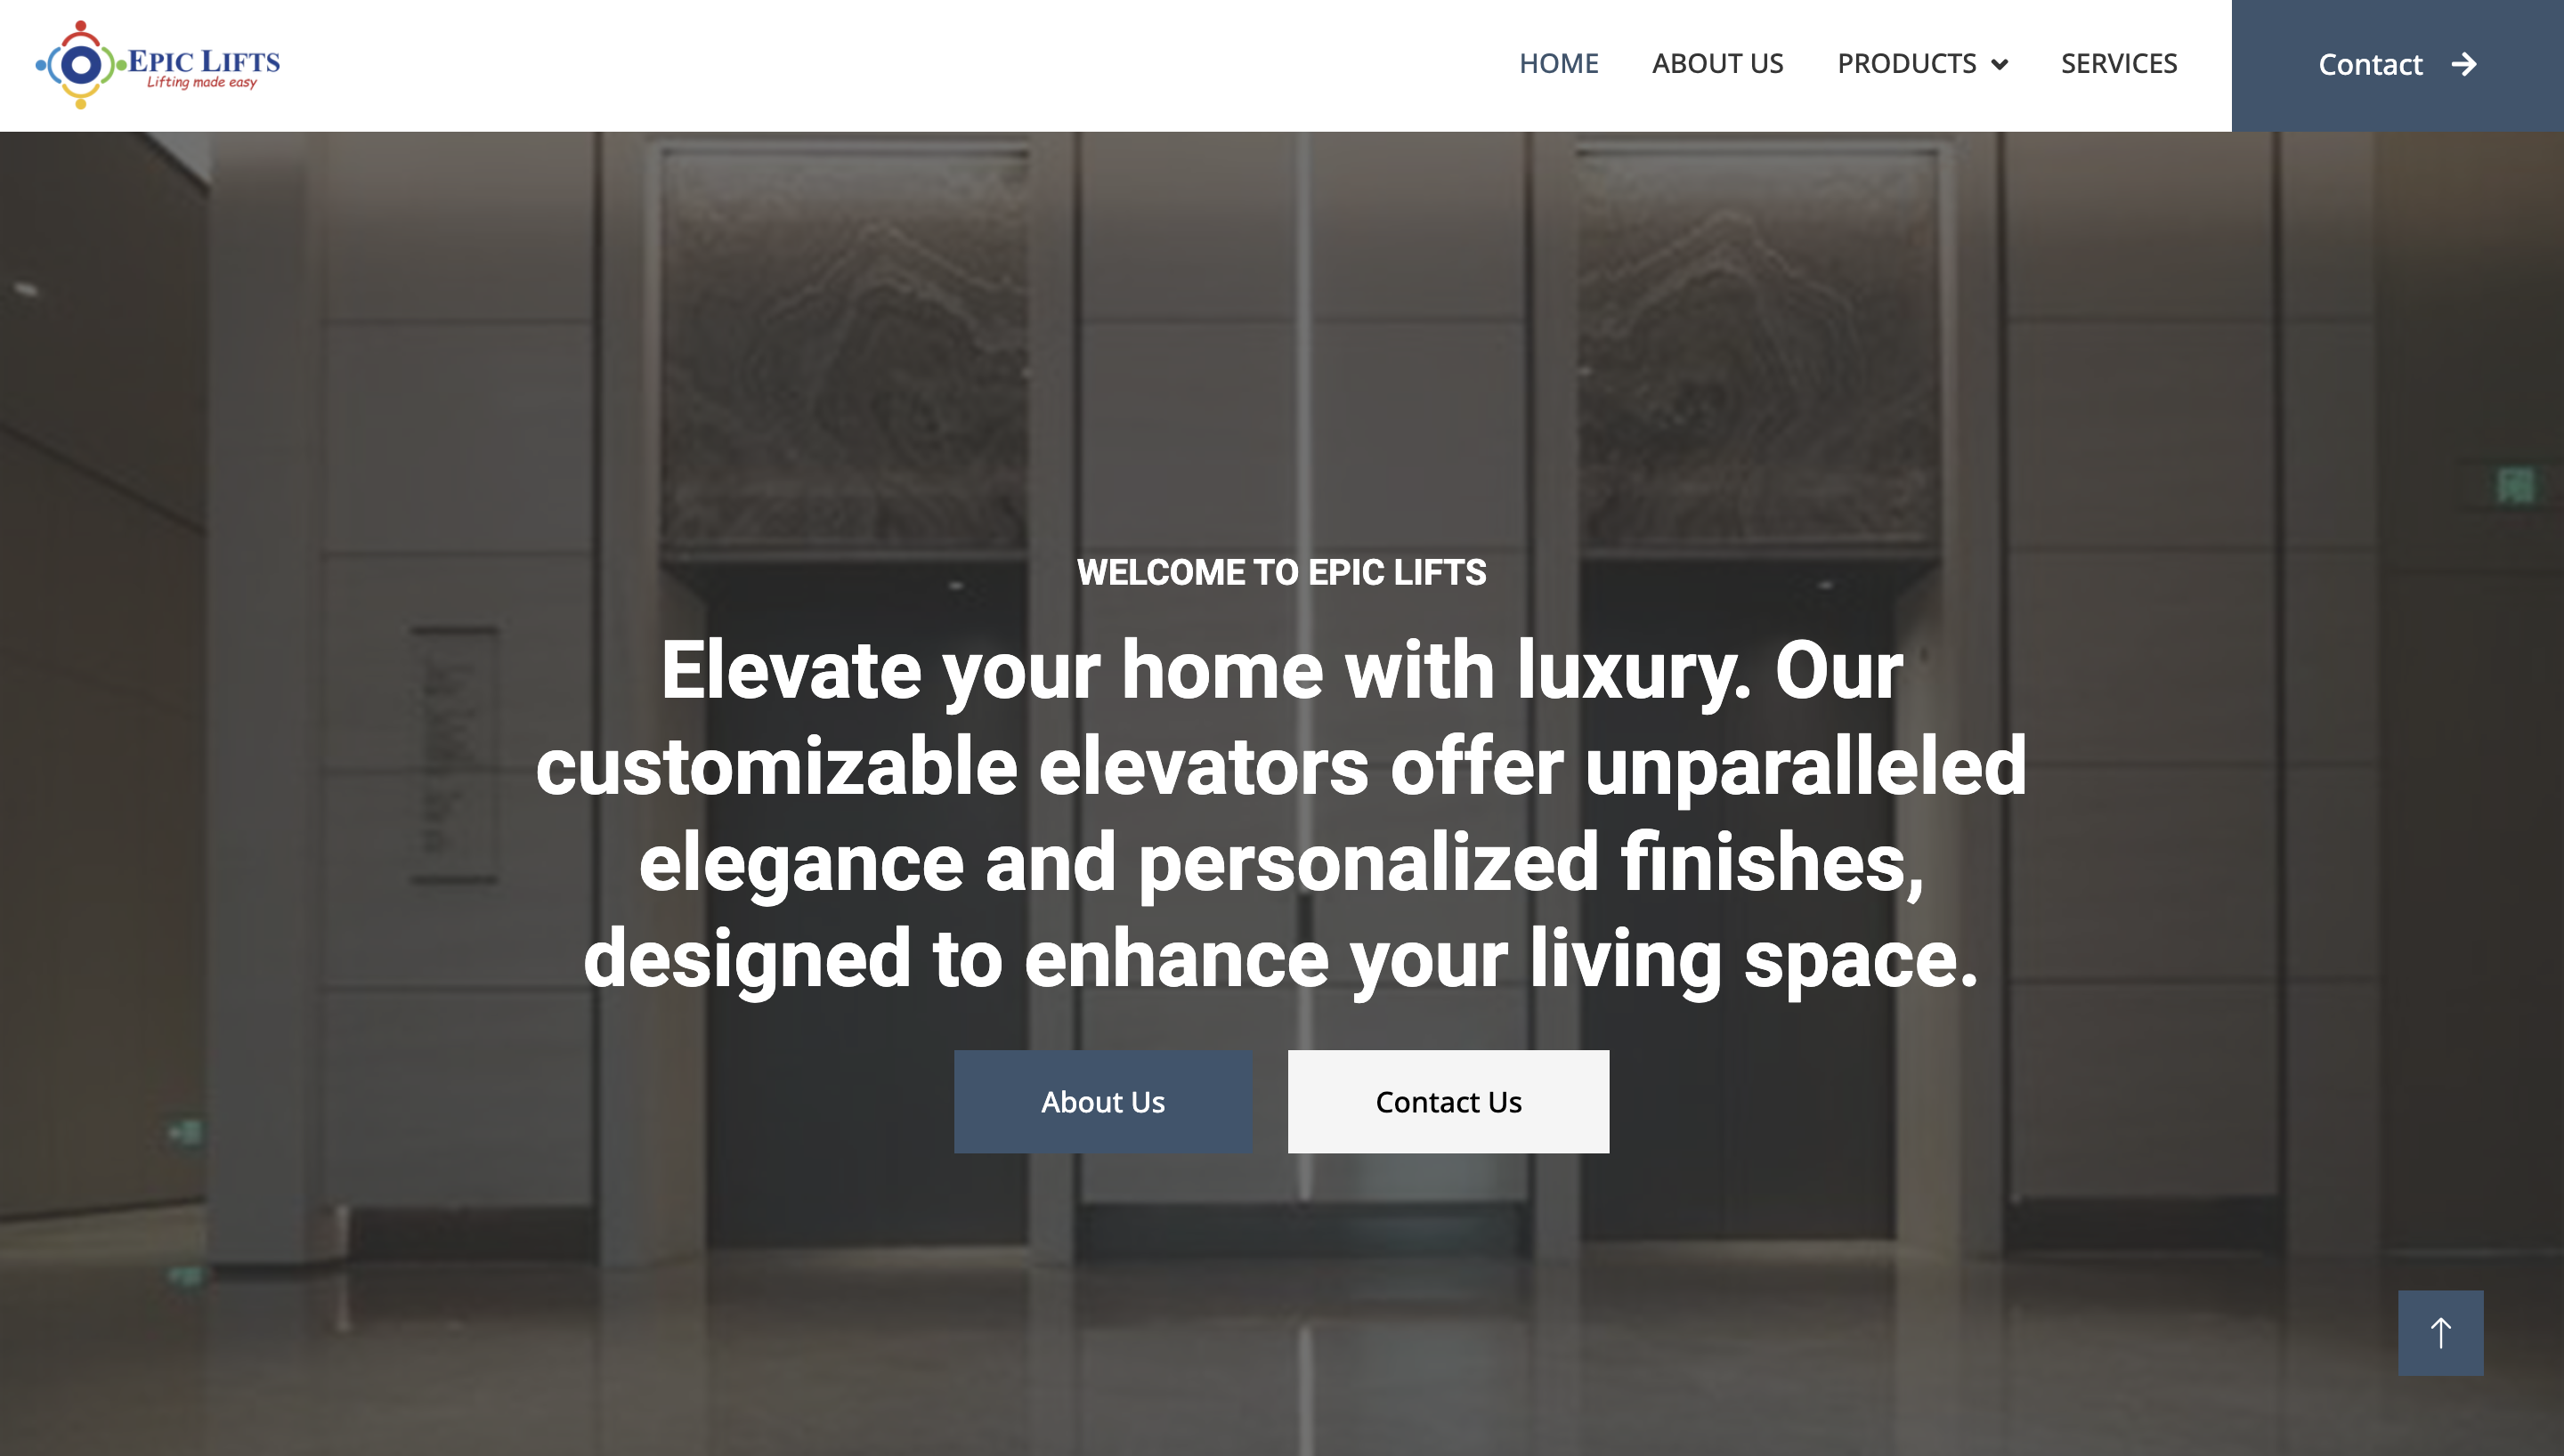 EPIC LIFTS
Lifting made easy
HOME
ABOUT US
PRODUCTS
SERVICES
Contact
WELCOME TO EPIC LIFTS
Elevate your home with luxury. Our
customizable elevators offer unparalleled
elegance and personalized finishes,
designed to enhance your living space.
About Us
Contact Us